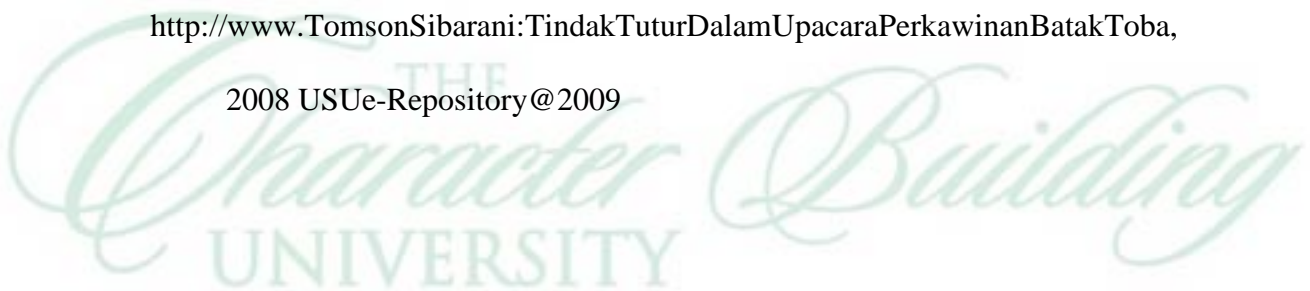 http://www.TomsonSibarani:TindakTuturDalamUpacaraPerkawinanBatakToba,
2008 USUe-Repository@2009
THE
Character Building
UNIVERSITY